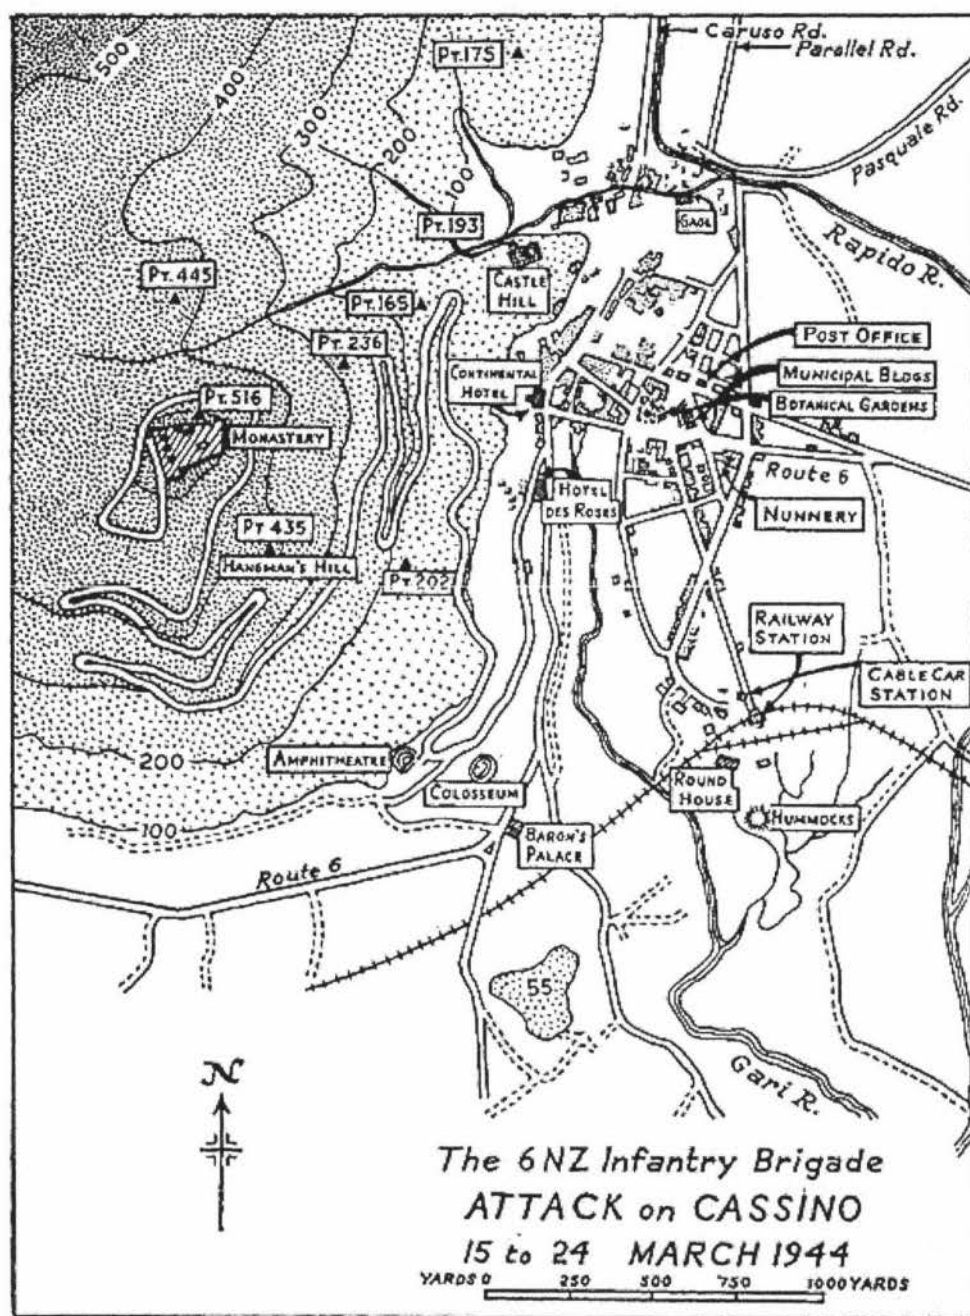 Caruso Rd.
Parallel Rd.
Pt.175
500
400
300
200
100
Pasquale Rd.
Gaol
Pt.193
Rapido R.
Castle
Hill
Pt.445
Pt.165
Pt.236
Post Office
Municipal Bldgs
Botanical Gardens
Continental
Hotel
Pt.516
Monastery
Route 6
Hotel
des Roses
Nunnery
Pt 435
Hangman's Hill
Pt.202
Railway
Station
Cable Car
Station
Amphitheatre
200
Colosseum
Round
House
Hummocks
100
Baron's
Palace
Route 6
55
N
Gari R.
The 6 NZ Infantry Brigade
ATTACK on CASSINO
15 to 24 MARCH 1944
YARDS 0 250 500 750 1000 YARDS